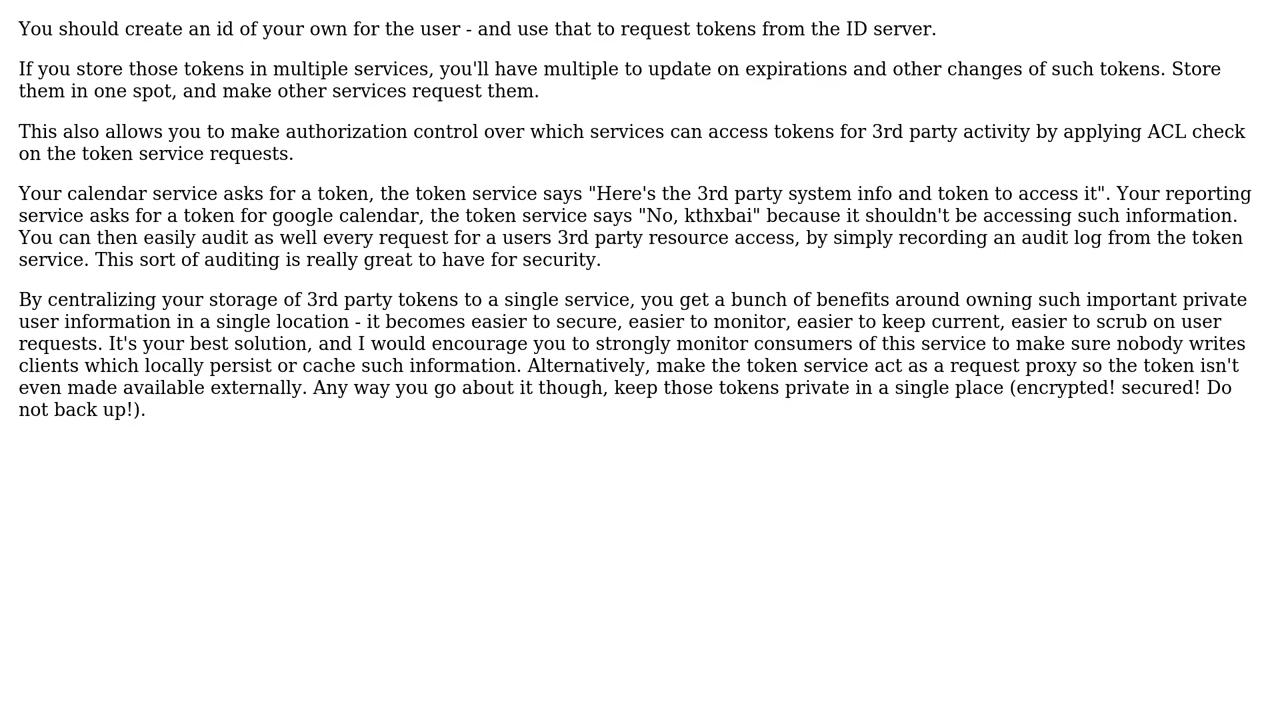 You should create an id of your own for the user - and use that to request tokens from the ID server.
If you store those tokens in multiple services, you'll have multiple to update on expirations and other changes of such tokens. Store
them in one spot, and make other services request them.
This also allows you to make authorization control over which services can access tokens for 3rd party activity by applying ACL check
on the token service requests.
Your calendar service asks for a token, the token service says "Here's the 3rd party system info and token to access it". Your reporting
service asks for a token for google calendar, the token service says "No, kthxbai" because it shouldn't be accessing such information.
You can then easily audit as well every request for a users 3rd party resource access, by simply recording an audit log from the token
service. This sort of auditing is really great to have for security.
By centralizing your storage of 3rd party tokens to a single service, you get a bunch of benefits around owning such important private
user information in a single location - it becomes easier to secure, easier to monitor, easier to keep current, easier to scrub on user
requests. It's your best solution, and I would encourage you to strongly monitor consumers of this service to make sure nobody writes
clients which locally persist or cache such information. Alternatively, make the token service act as a request proxy so the token isn't
even made available externally. Any way you go about it though, keep those tokens private in a single place (encrypted! secured! Do
not back up!).